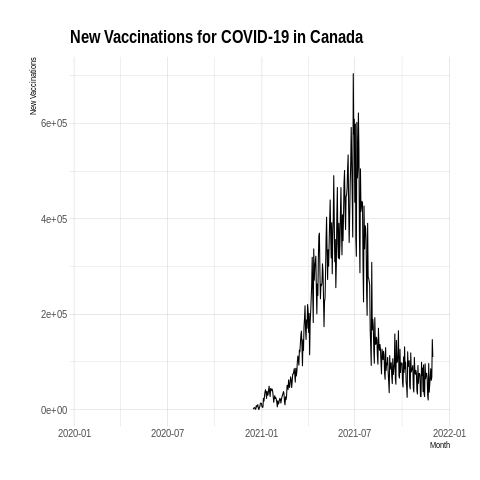 New Vaccinations for COVID-19 in Canada
New Vaccinations
6e+05
4e+05
2e+05
0e+00
2020-01
2020-07
2021-01
2021-07
2022-01
Month